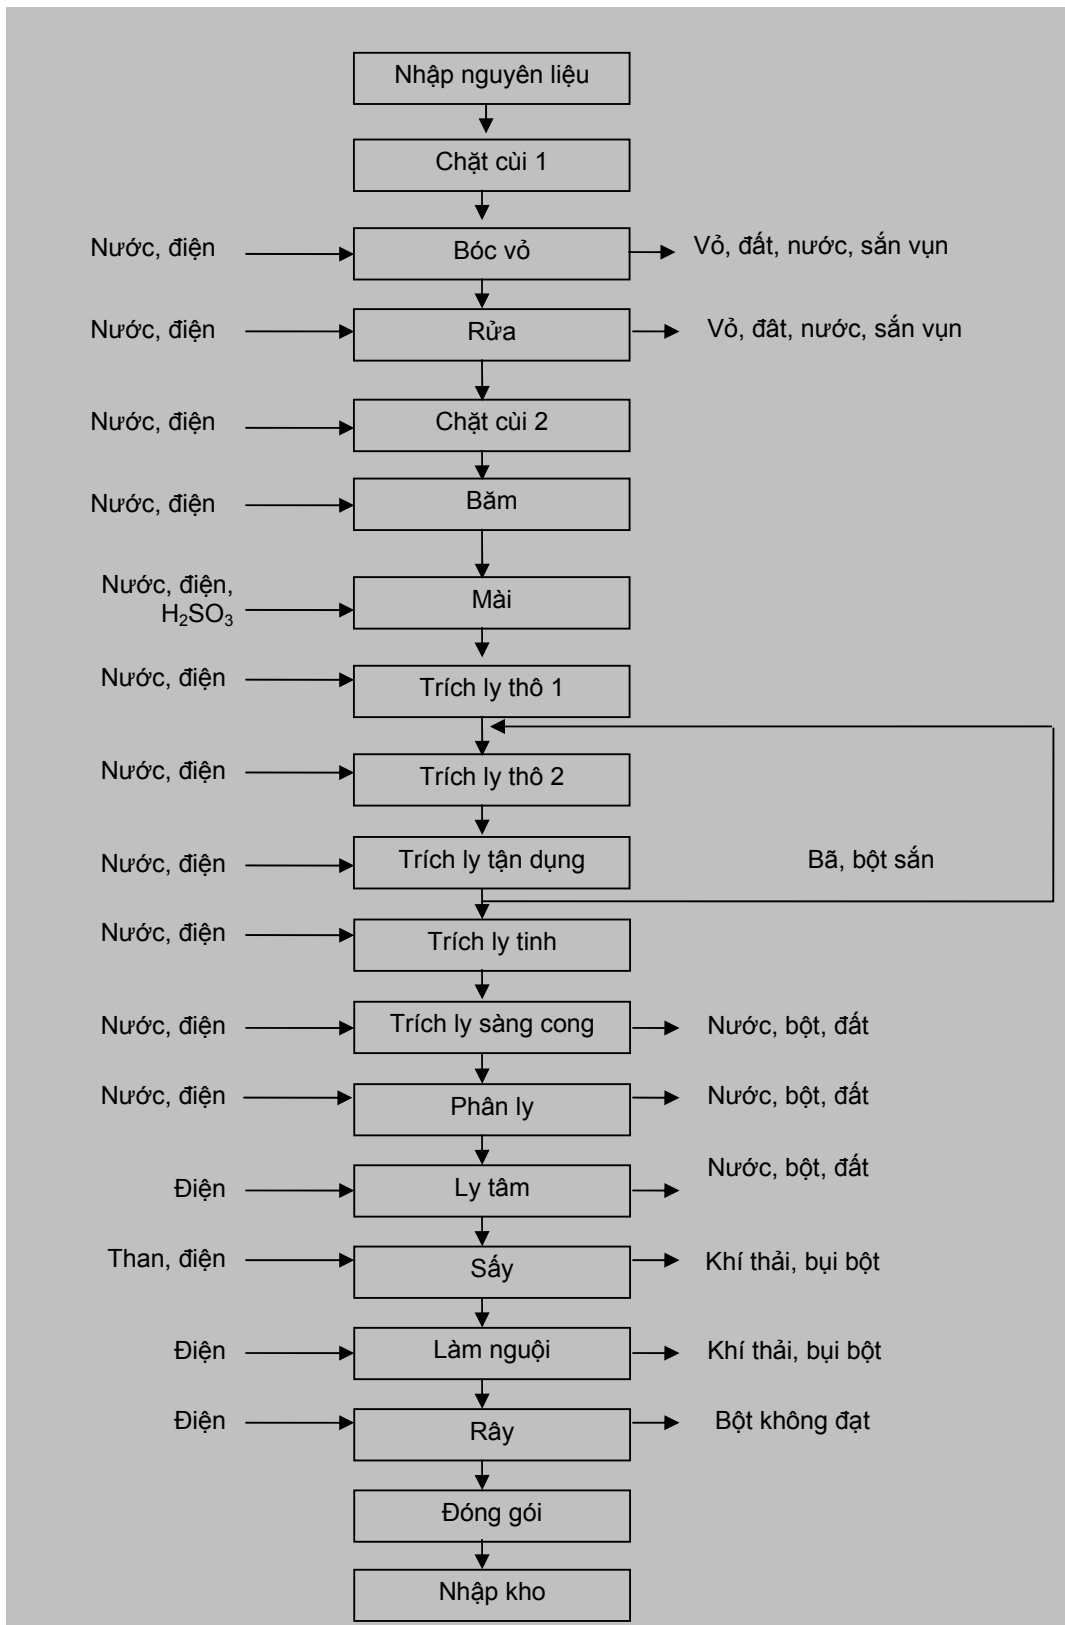 Nhập nguyên liệu
Chặt cùi 1
Nước, điện
Bóc vỏ
Vỏ, đất, nước, sắn vụn
Nước, điện
Rửa
Vỏ, đât, nước, sắn vụn
Nước, điện
Chặt cùi 2
Nước, điện
Băm
Nước, điện,
H₂SO₃
Mài
Nước, điện
Trích ly thô 1
Nước, điện
Trích ly thô 2
Nước, điện
Trích ly tận dụng
Bã, bột sắn
Nước, điện
Trích ly tinh
Nước, điện
Trích ly sàng cong
Nước, bột, đất
Nước, điện
Phân ly
Nước, bột, đất
Điện
Ly tâm
Nước, bột, đất
Than, điện
Sấy
Khí thải, bụi bột
Điện
Làm nguội
Khí thải, bụi bột
Điện
Rây
Bột không đạt
Đóng gói
Nhập kho